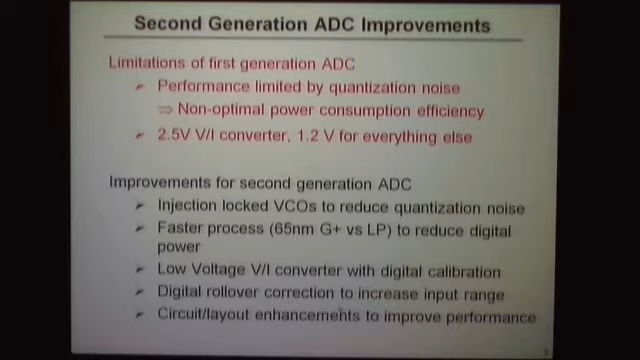 Second Generation ADC Improvements
Limitations of first generation ADC
➢ Performance limited by quantization noise
⇒ Non-optimal power consumption efficiency
➢ 2.5V V/I converter, 1.2 V for everything else
Improvements for second generation ADC
➢ Injection locked VCOs to reduce quantization noise
➢ Faster process (65nm G+ vs LP) to reduce digital
power
➢ Low Voltage V/I converter with digital calibration
➢ Digital rollover correction to increase input range
➢ Circuit/layout enhancements to improve performance